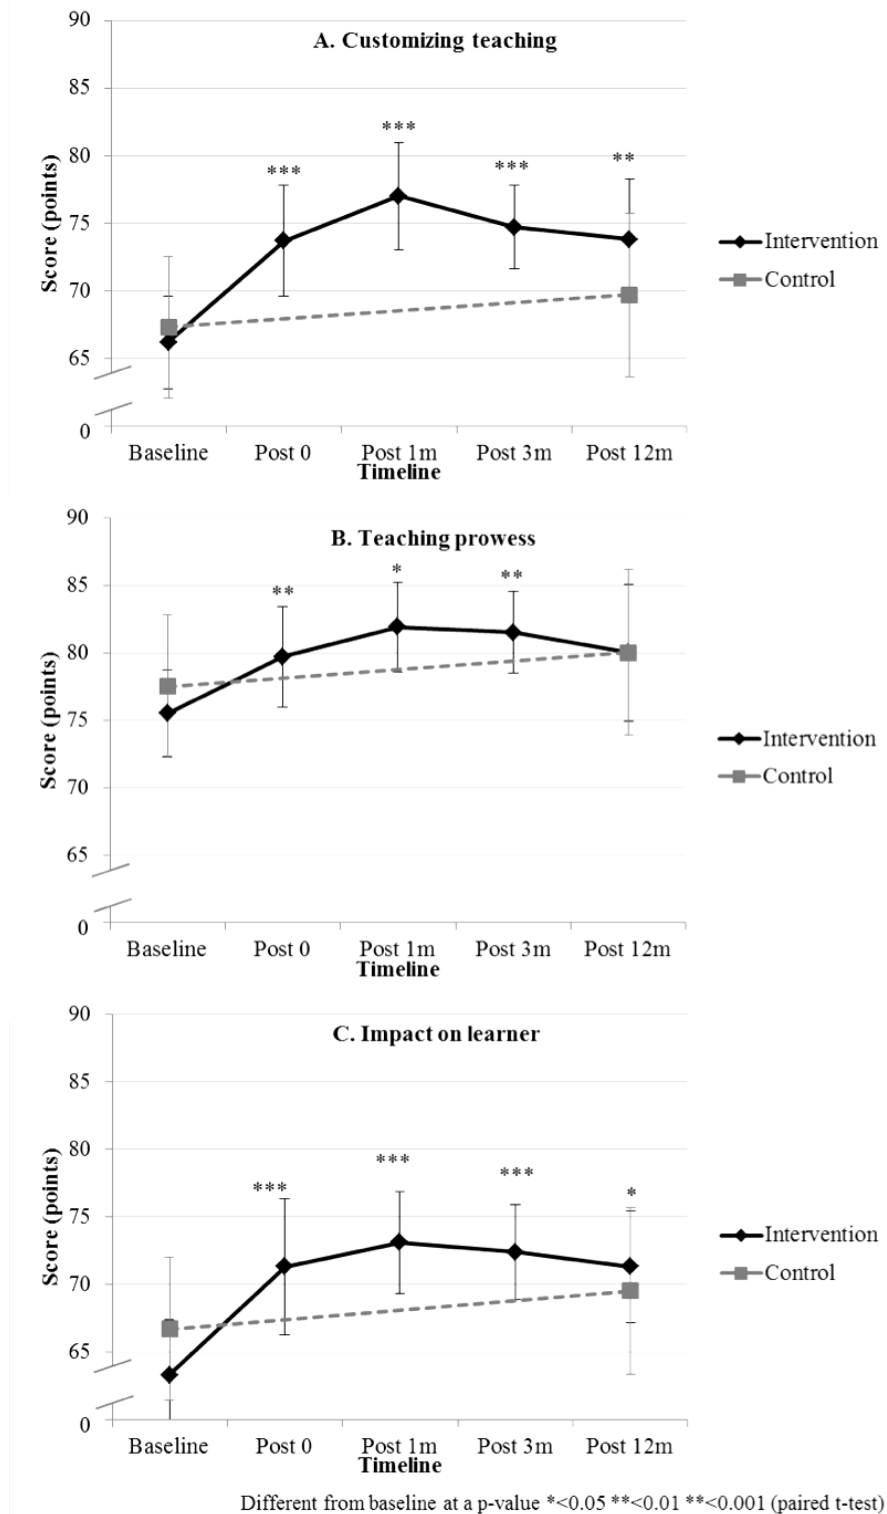 A. Customizing teaching
90
85
80
75
70
65
0
Score (points)
***
***
***
**
Intervention
Control
Baseline
Post 0
Post 1m
Post 3m
Post 12m
Timeline
B. Teaching prowess
90
85
80
75
70
65
0
Score (points)
**
*
**
Intervention
Control
Baseline
Post 0
Post 1m
Post 3m
Post 12m
Timeline
C. Impact on learner
90
85
80
75
70
65
0
Score (points)
***
***
***
*
Intervention
Control
Baseline
Post 0
Post 1m
Post 3m
Post 12m
Timeline
Different from baseline at a p-value *<0.05 **<0.01 **<0.001 (paired t-test)